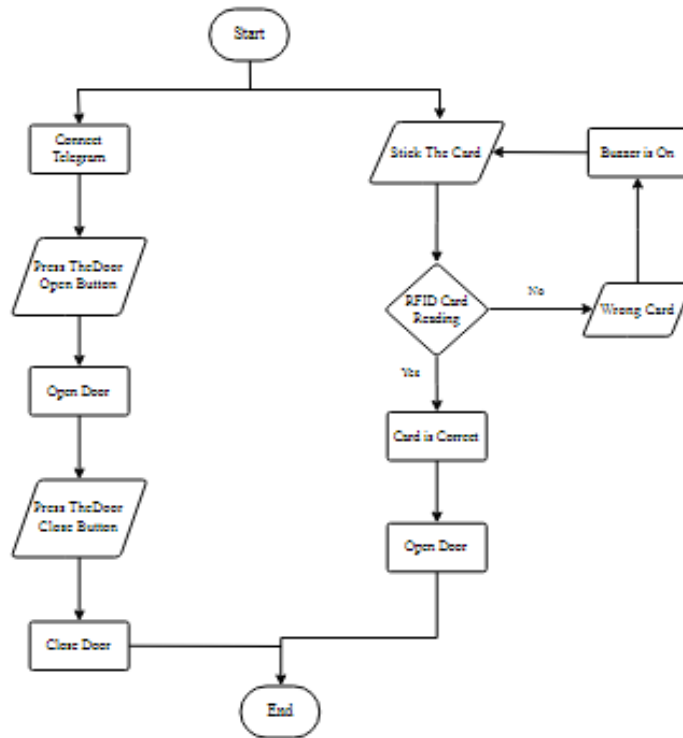 Start
Connect
Telegram
Press TheDoor
Open Button
Open Door
Press TheDoor
Close Button
Close Door
Stick The Card
Buzzer is On
RFID Card
Reading
No
Wrong Card
Yes
Card is Correct
Open Door
End